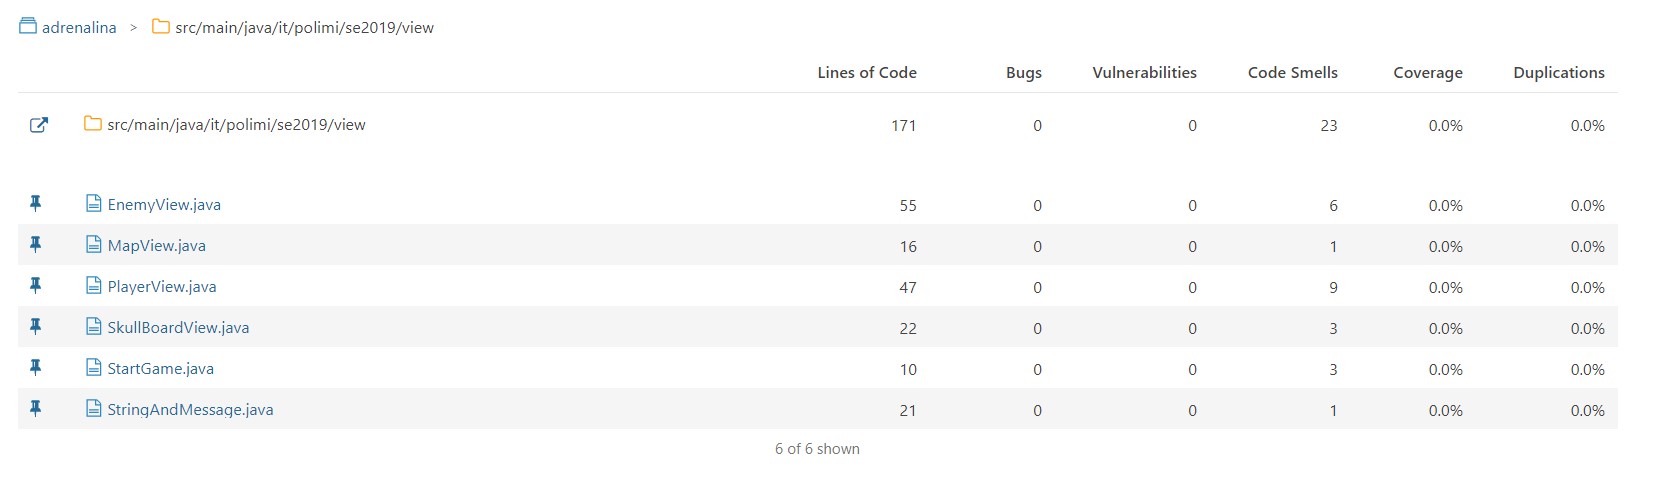 adrenalina > src/main/java/it/polimi/se2019/view
Lines of Code Bugs Vulnerabilities Code Smells Coverage Duplications
src/main/java/it/polimi/se2019/view 171 0 0 23 0.0% 0.0%
EnemyView.java 55 0 0 6 0.0% 0.0%
MapView.java 16 0 0 1 0.0% 0.0%
PlayerView.java 47 0 0 9 0.0% 0.0%
SkullBoardView.java 22 0 0 3 0.0% 0.0%
StartGame.java 10 0 0 3 0.0% 0.0%
StringAndMessage.java 21 0 0 1 0.0% 0.0%
6 of 6 shown